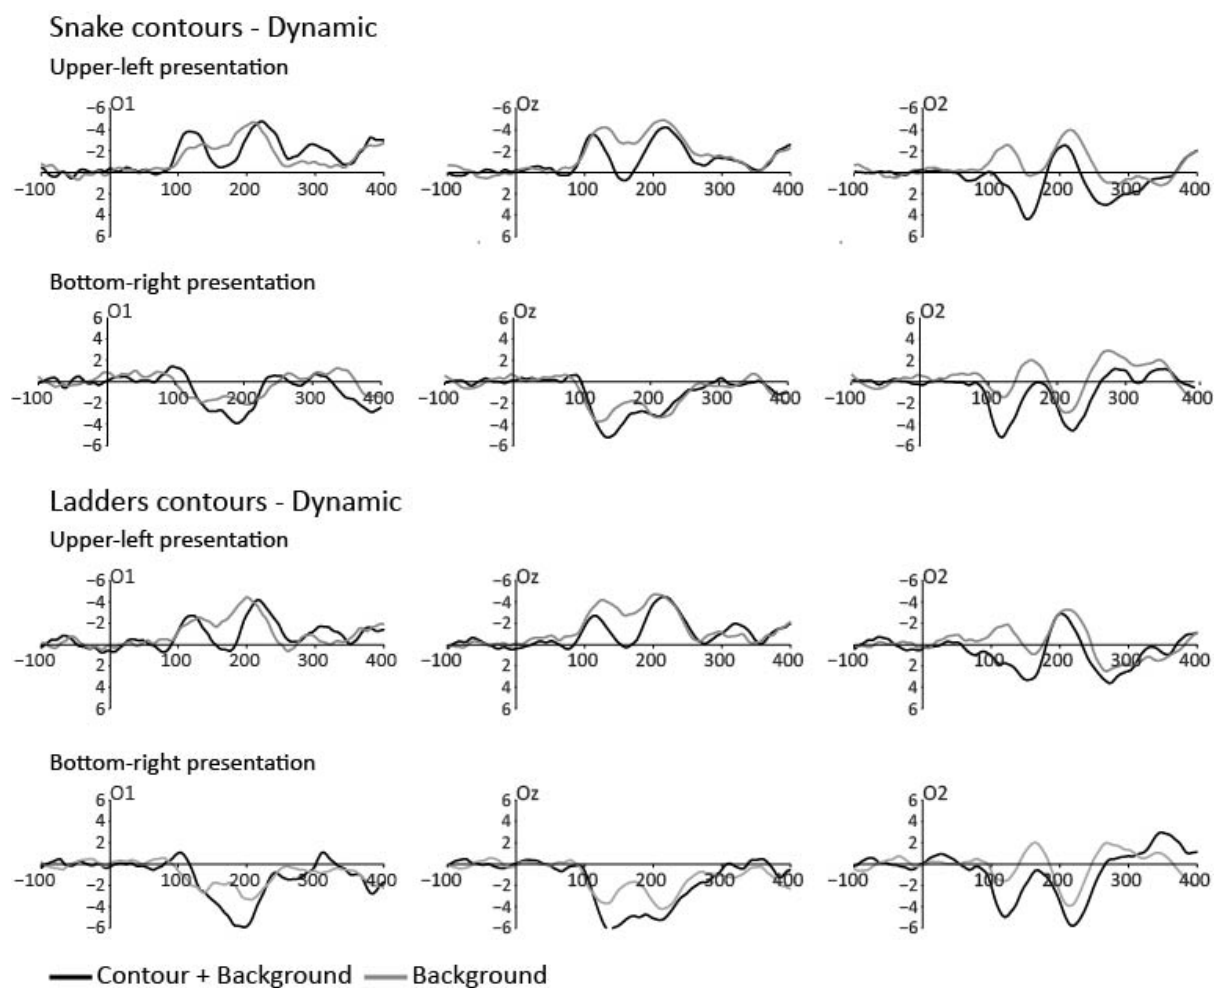 Snake contours - Dynamic
Upper-left presentation
O1 Oz O2
−6 −6 −6
−4 −4 −4
−2 −2 −2
−100 100 200 300 400 −100 100 200 300 400 −100 100 200 300 400
2 2 2
4 4 4
6 6 6
Bottom-right presentation
O1 Oz O2
6 6 6
4 4 4
2 2 2
−100 100 200 300 400 −100 100 200 300 400 −100 100 200 300 400
−2 −2 −2
−4 −4 −4
−6 −6 −6
Ladders contours - Dynamic
Upper-left presentation
O1 Oz O2
−6 −6 −6
−4 −4 −4
−2 −2 −2
−100 100 200 300 400 −100 100 200 300 400 −100 100 200 300 400
2 2 2
4 4 4
6 6 6
Bottom-right presentation
O1 Oz O2
6 6 6
4 4 4
2 2 2
−100 100 200 300 400 −100 100 200 300 400 −100 100 200 300 400
−2 −2 −2
−4 −4 −4
−6 −6 −6
Contour + Background Background